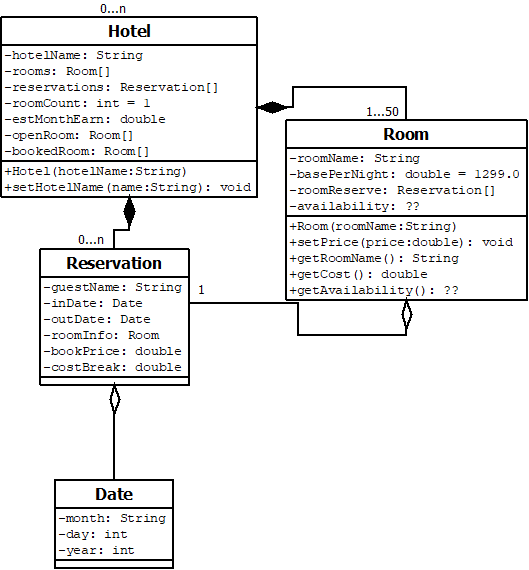 0...n
Hotel
-hotelName: String
-rooms: Room[]
-reservations: Reservation[]
-roomCount: int = 1
-estMonthEarn: double
-openRoom: Room[]
-bookedRoom: Room[]
+Hotel(hotelName:String)
+setHotelName(name:String): void
1...50
Room
-roomName: String
-basePerNight: double = 1299.0
-roomReserve: Reservation[]
-availability: ??
+Room(roomName:String)
+setPrice(price:double): void
+getRoomName(): String
+getCost(): double
+getAvailability(): ??
0...n
Reservation
-guestName: String
-inDate: Date
-outDate: Date
-roomInfo: Room
-bookPrice: double
-costBreak: double
1
Date
-month: String
-day: int
-year: int